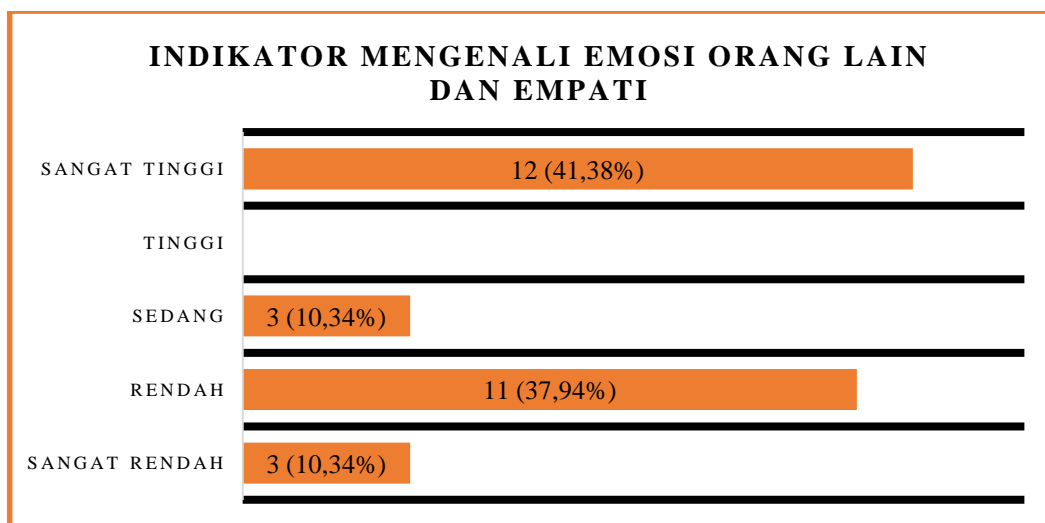 INDIKATOR MENGENALI EMOSI ORANG LAIN
DAN EMPATI
SANGAT TINGGI
12 (41,38%)
TINGGI
SEDANG
3 (10,34%)
RENDAH
11 (37,94%)
SANGAT RENDAH
3 (10,34%)